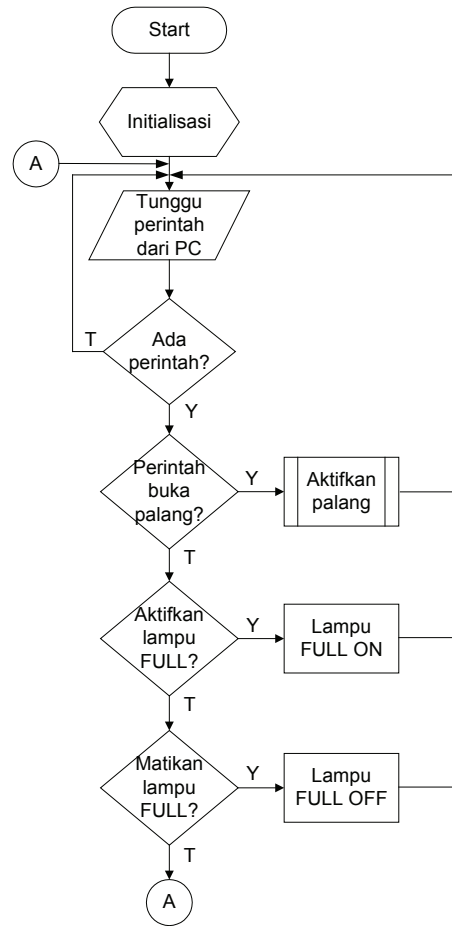 Start
Initialisasi
A
Tunggu
perintah
dari PC
T
Ada
perintah?
Y
Perintah
buka
palang?
Y
Aktifkan
palang
T
Aktifkan
lampu
FULL?
Y
Lampu
FULL ON
T
Matikan
lampu
FULL?
Y
Lampu
FULL OFF
T
A